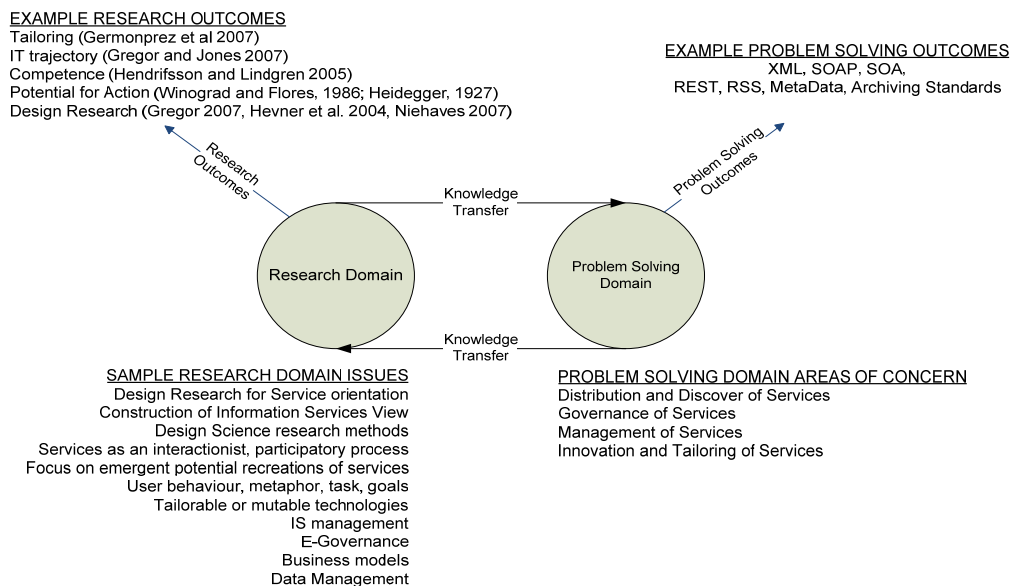 EXAMPLE RESEARCH OUTCOMES
Tailoring (Germonprez et al 2007)
IT trajectory (Gregor and Jones 2007)
Competence (Hendrifsson and Lindgren 2005)
Potential for Action (Winograd and Flores, 1986; Heidegger, 1927)
Design Research (Gregor 2007, Hevner et al. 2004, Niehaves 2007)
EXAMPLE PROBLEM SOLVING OUTCOMES
XML, SOAP, SOA,
REST, RSS, MetaData, Archiving Standards
Research
Outcomes
Problem Solving
Outcomes
Knowledge
Transfer
Research Domain
Problem Solving
Domain
Knowledge
Transfer
SAMPLE RESEARCH DOMAIN ISSUES
Design Research for Service orientation
Construction of Information Services View
Design Science research methods
Services as an interactionist, participatory process
Focus on emergent potential recreations of services
User behaviour, metaphor, task, goals
Tailorable or mutable technologies
IS management
E-Governance
Business models
Data Management
PROBLEM SOLVING DOMAIN AREAS OF CONCERN
Distribution and Discover of Services
Governance of Services
Management of Services
Innovation and Tailoring of Services